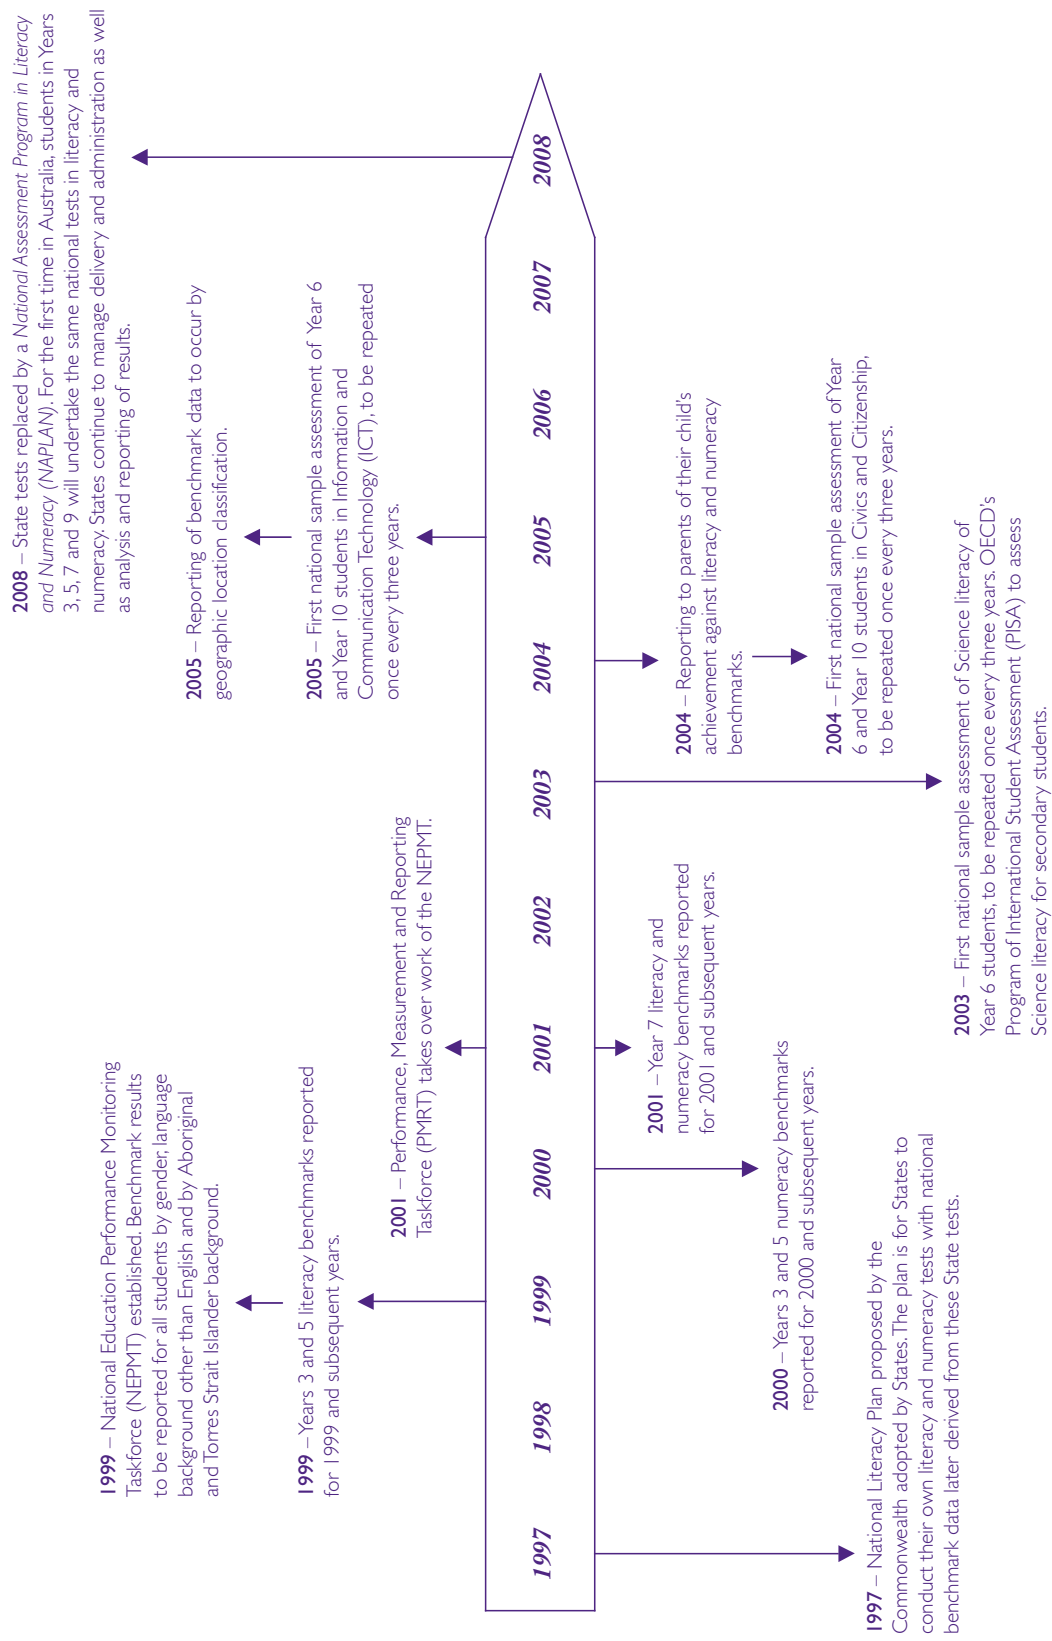 2008 – State tests replaced by a National Assessment Program in Literacy
and Numeracy (NAPLAN). For the first time in Australia, students in Years
3, 5, 7 and 9 will undertake the same national tests in literacy and
numeracy. States continue to manage delivery and administration as well
as analysis and reporting of results.
1999 – National Education Performance Monitoring
Taskforce (NEPMT) established. Benchmark results
to be reported for all students by gender, language
background other than English and by Aboriginal
and Torres Strait Islander background.
2005 – Reporting of benchmark data to occur by
geographic location classification.
1999 – Years 3 and 5 literacy benchmarks reported
for 1999 and subsequent years.
2005 – First national sample assessment of Year 6
and Year 10 students in Information and
Communication Technology (ICT), to be repeated
once every three years.
2001 – Performance, Measurement and Reporting
Taskforce (PMRT) takes over work of the NEPMT.
1997
1998
1999
2000
2001
2002
2003
2004
2005
2006
2007
2008
2001 – Year 7 literacy and
numeracy benchmarks reported
for 2001 and subsequent years.
2004 – Reporting to parents of their child's
achievement against literacy and numeracy
benchmarks.
2000 – Years 3 and 5 numeracy benchmarks
reported for 2000 and subsequent years.
2004 – First national sample assessment of Year
6 and Year 10 students in Civics and Citizenship,
to be repeated once every three years.
1997 – National Literacy Plan proposed by the
Commonwealth adopted by States. The plan is for States to
conduct their own literacy and numeracy tests with national
benchmark data later derived from these State tests.
2003 – First national sample assessment of Science literacy of
Year 6 students, to be repeated once every three years. OECD's
Program of International Student Assessment (PISA) to assess
Science literacy for secondary students.